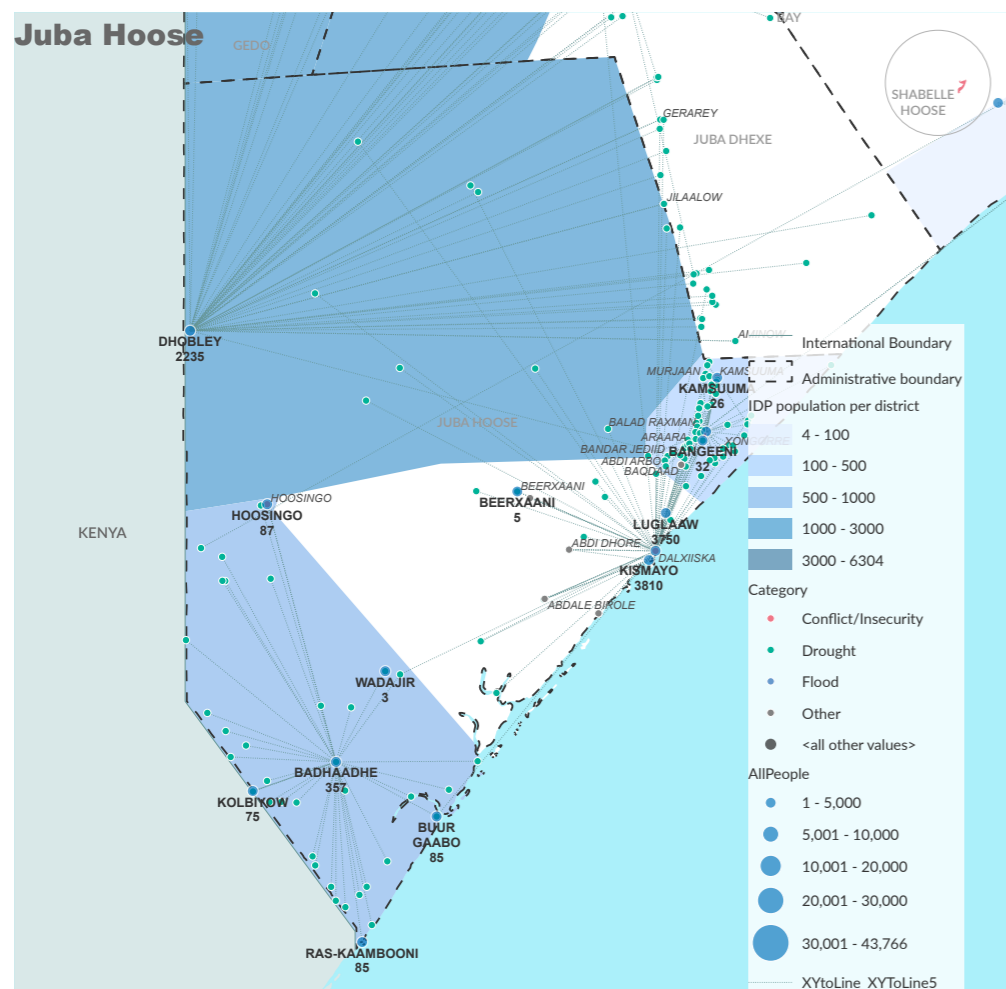 Juba Hoose
GEDO
BAY
SHABELLE
HOOSE
GERAREY
JUBA DHEXE
JILAALOW
DHOBLEY
2235
MURJAAN
KAMSUUMA
KAMSUUMA
26
JUBA HOOSE
BALAD RAXMAN
ARAARA
BANDAR JEDIID
BANGEENI
32
ABDI ARBO
BAQDAAD
HOOSINGO
HOOSINGO
87
BEERXAANI
BEERXAANI
5
LUGLAAW
3750
KENYA
ABDI DHORE
DALXIISKA
KISMAYO
3810
ABDALE BIROLE
WADAJIR
3
BADHAADHE
357
KOLBIYOW
75
BUUR
GAABO
85
RAS-KAAMBOONI
85
International Boundary
Administrative boundary
IDP population per district
4 - 100
100 - 500
500 - 1000
1000 - 3000
3000 - 6304
Category
Conflict/Insecurity
Drought
Flood
Other
<all other values>
AllPeople
1 - 5,000
5,001 - 10,000
10,001 - 20,000
20,001 - 30,000
30,001 - 43,766
XYtoLine_XYToLine5